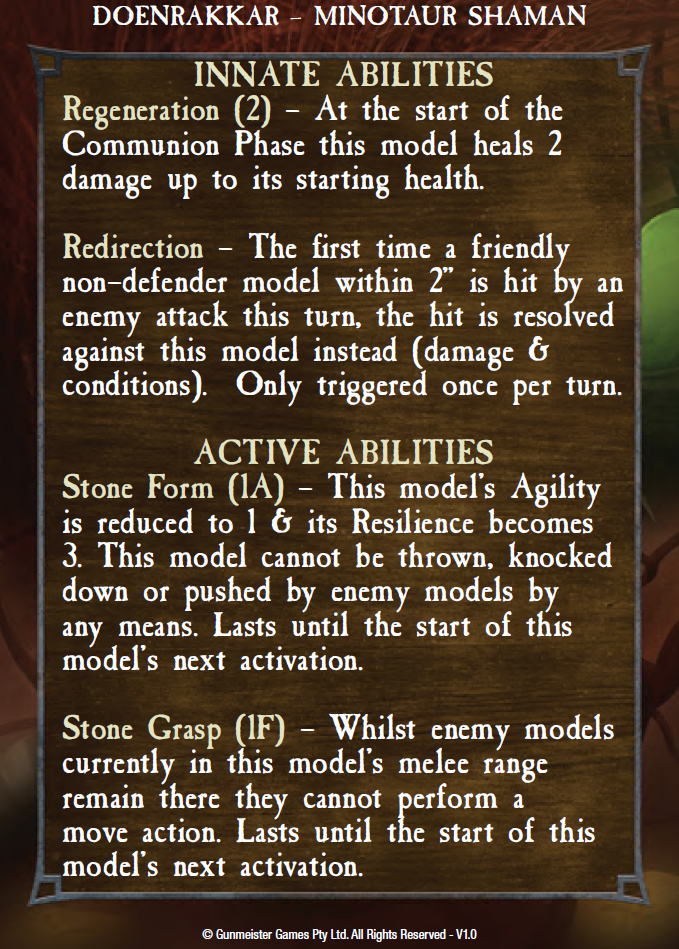 DOENRAKKAR – MINOTAUR SHAMAN
INNATE ABILITIES
Regeneration (2) – At the start of the
Communion Phase this model heals 2
damage up to its starting health.
Redirection – The first time a friendly
non-defender model within 2” is hit by an
enemy attack this turn, the hit is resolved
against this model instead (damage &
conditions). Only triggered once per turn.
ACTIVE ABILITIES
Stone Form (1A) – This model's Agility
is reduced to 1 & its Resilience becomes
3. This model cannot be thrown, knocked
down or pushed by enemy models by
any means. Lasts until the start of this
model's next activation.
Stone Grasp (1F) – Whilst enemy models
currently in this model's melee range
remain there they cannot perform a
move action. Lasts until the start of this
model's next activation.
© Gunmeister Games Pty Ltd. All Rights Reserved - V1.0